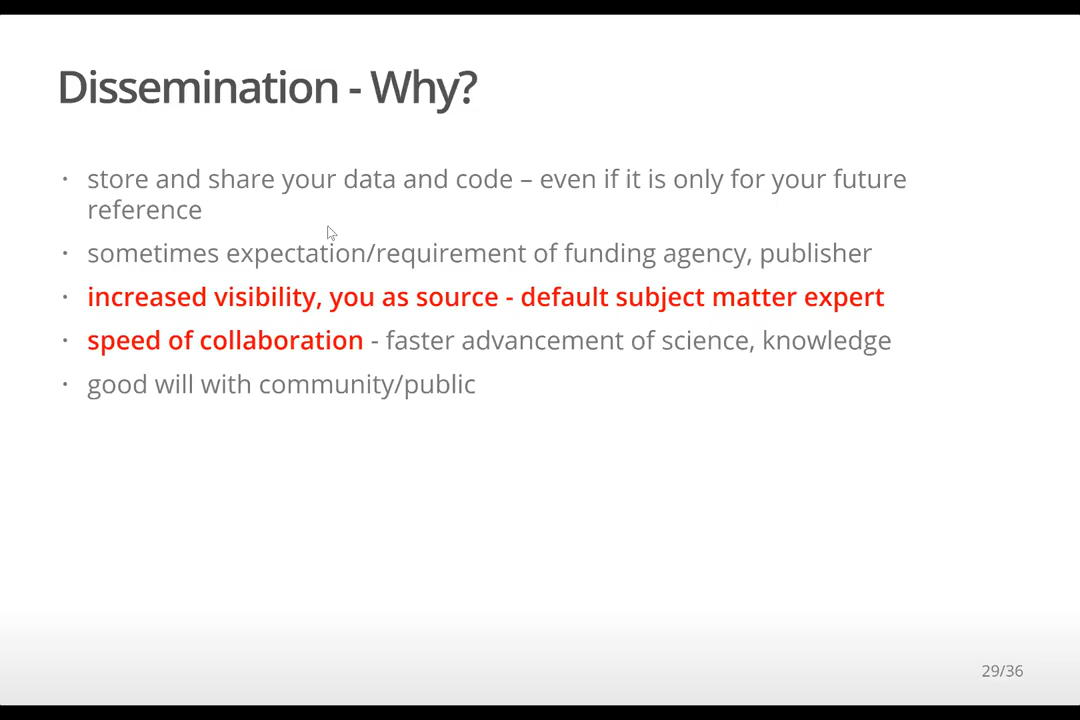 Dissemination - Why?
· store and share your data and code – even if it is only for your future
reference
· sometimes expectation/requirement of funding agency, publisher
· increased visibility, you as source - default subject matter expert
· speed of collaboration - faster advancement of science, knowledge
· good will with community/public
29/36